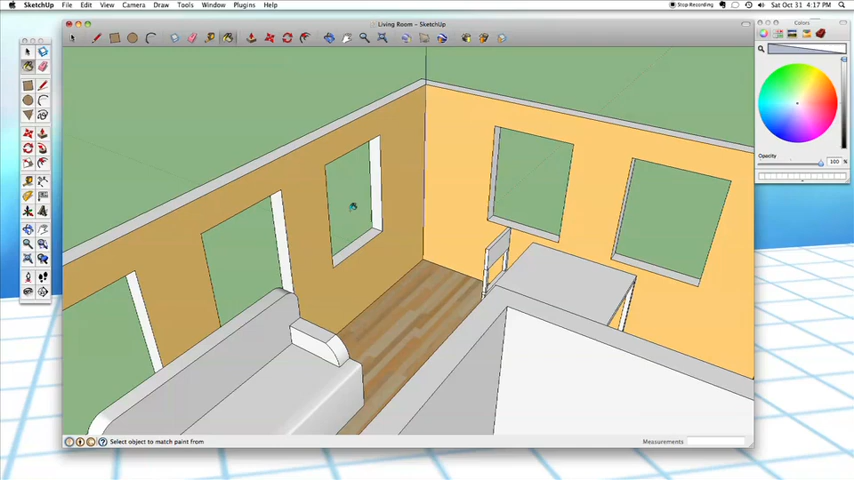 SketchUp File Edit View Camera Draw Tools Window Plugins Help
Stop Recording Sat Oct 31 4:17 PM
Living Room – SketchUp
Colors
Opacity
100 %
Select object to match paint from
Measurements